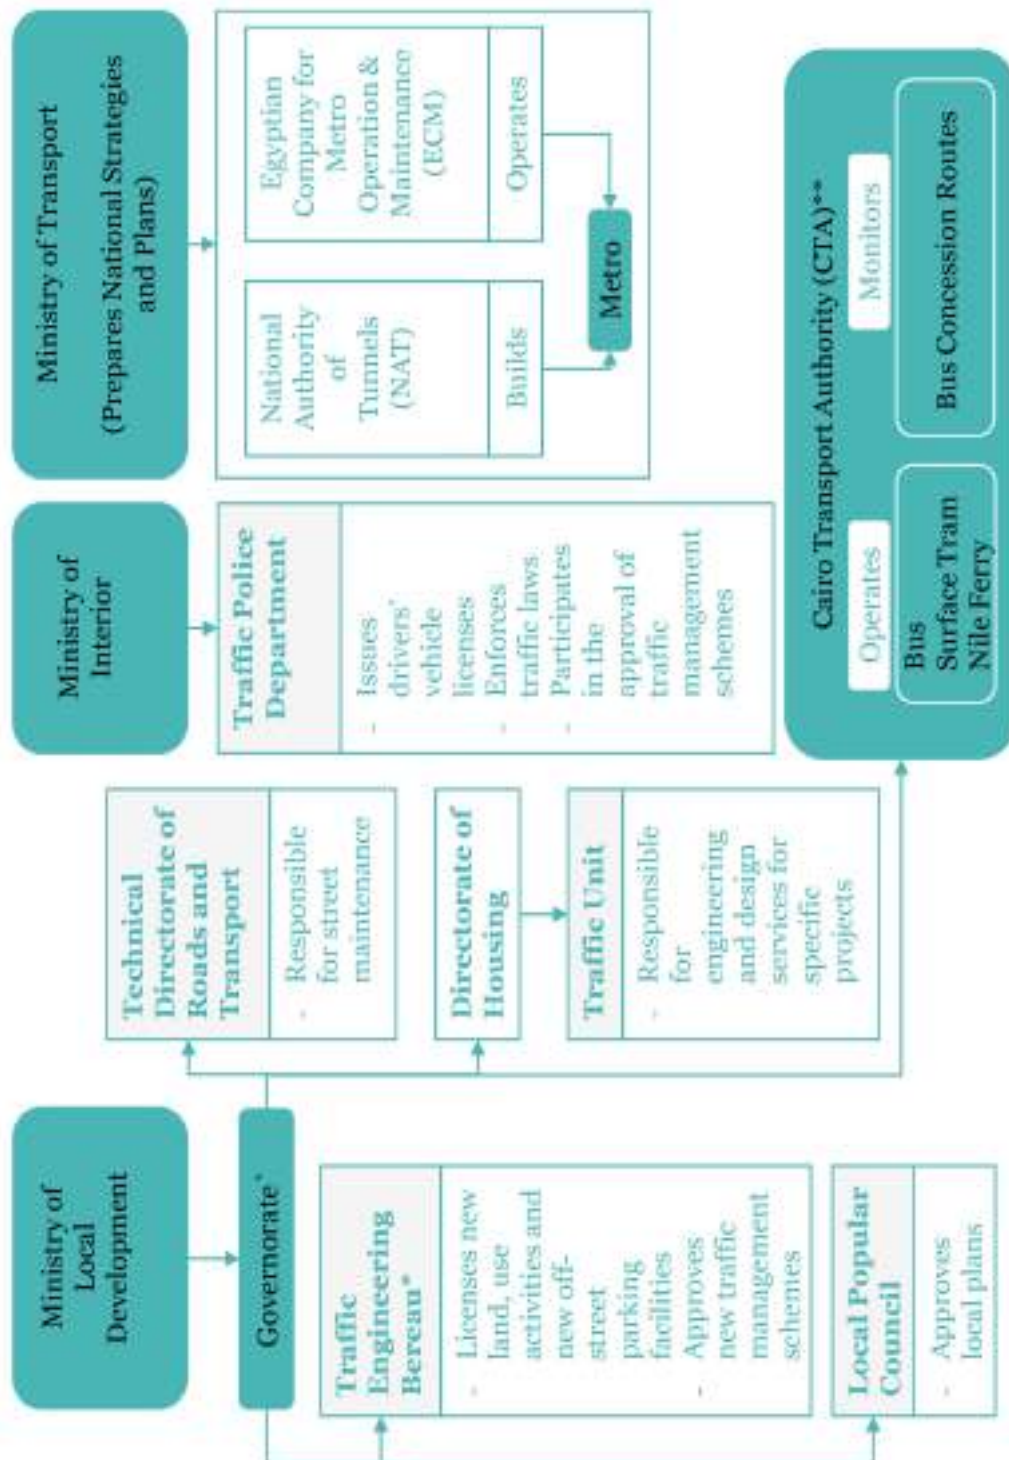 Ministry of
Local
Development
Governorate*
Traffic
Engineering
Bereau*
- Licenses new
land, use
activities and
new off-
street
parking
facilities
- Approves
new traffic
management
schemes
Local Popular
Council
- Approves
local plans
Technical
Directorate of
Roads and
Transport
- Responsible
for street
maintenance
Directorate of
Housing
Traffic Unit
- Responsible
for
engineering
and design
services for
specific
projects
Ministry of
Interior
Traffic Police
Department
- Issues
drivers'
vehicle
licenses
- Enforces
traffic laws
- Participates
in the
approval of
traffic
management
schemes
Ministry of Transport
(Prepares National Strategies
and Plans)
National
Authority
of
Tunnels
(NAT)
Builds
Egyptian
Company for
Metro
Operation &
Maintenance
(ECM)
Operates
Metro
Cairo Transport Authority (CTA)**
Operates
Bus
Surface Tram
Nile Ferry
Monitors
Bus Concession Routes